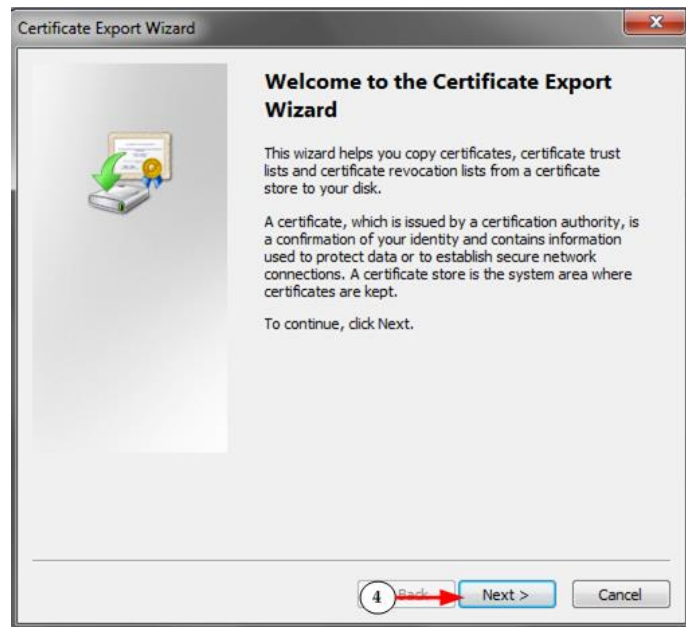 Certificate Export Wizard
Welcome to the Certificate Export
Wizard
This wizard helps you copy certificates, certificate trust
lists and certificate revocation lists from a certificate
store to your disk.
A certificate, which is issued by a certification authority, is
a confirmation of your identity and contains information
used to protect data or to establish secure network
connections. A certificate store is the system area where
certificates are kept.
To continue, click Next.
4 Back Next > Cancel